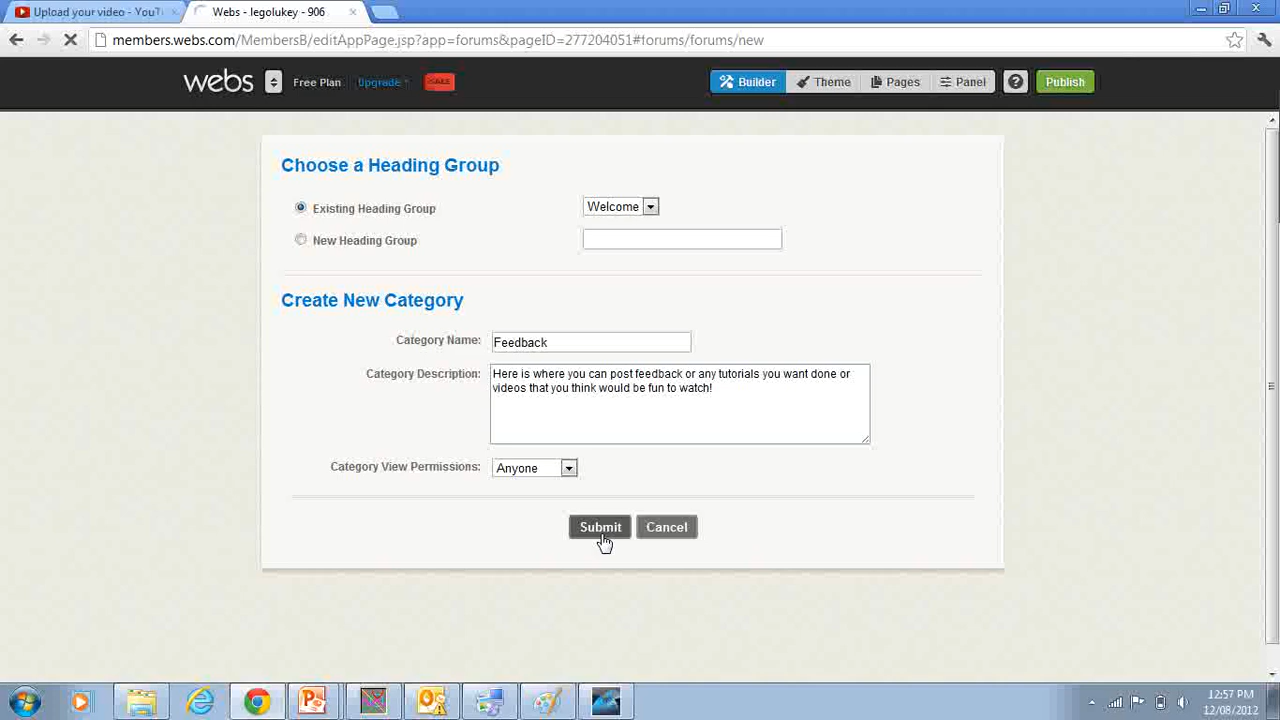 Upload your video - YouTu
Webs - legolukey - 906
members.webs.com/MembersB/editAppPage.jsp?app=forums&pageID=277204051#forums/forums/new
webs
Free Plan
Upgrade
SALE
Builder
Theme
Pages
Panel
?
Publish
Choose a Heading Group
Existing Heading Group
Welcome
New Heading Group
Create New Category
Category Name:
Feedback
Category Description:
Here is where you can post feedback or any tutorials you want done or
videos that you think would be fun to watch!
Category View Permissions:
Anyone
Submit
Cancel
12:57 PM
12/08/2012